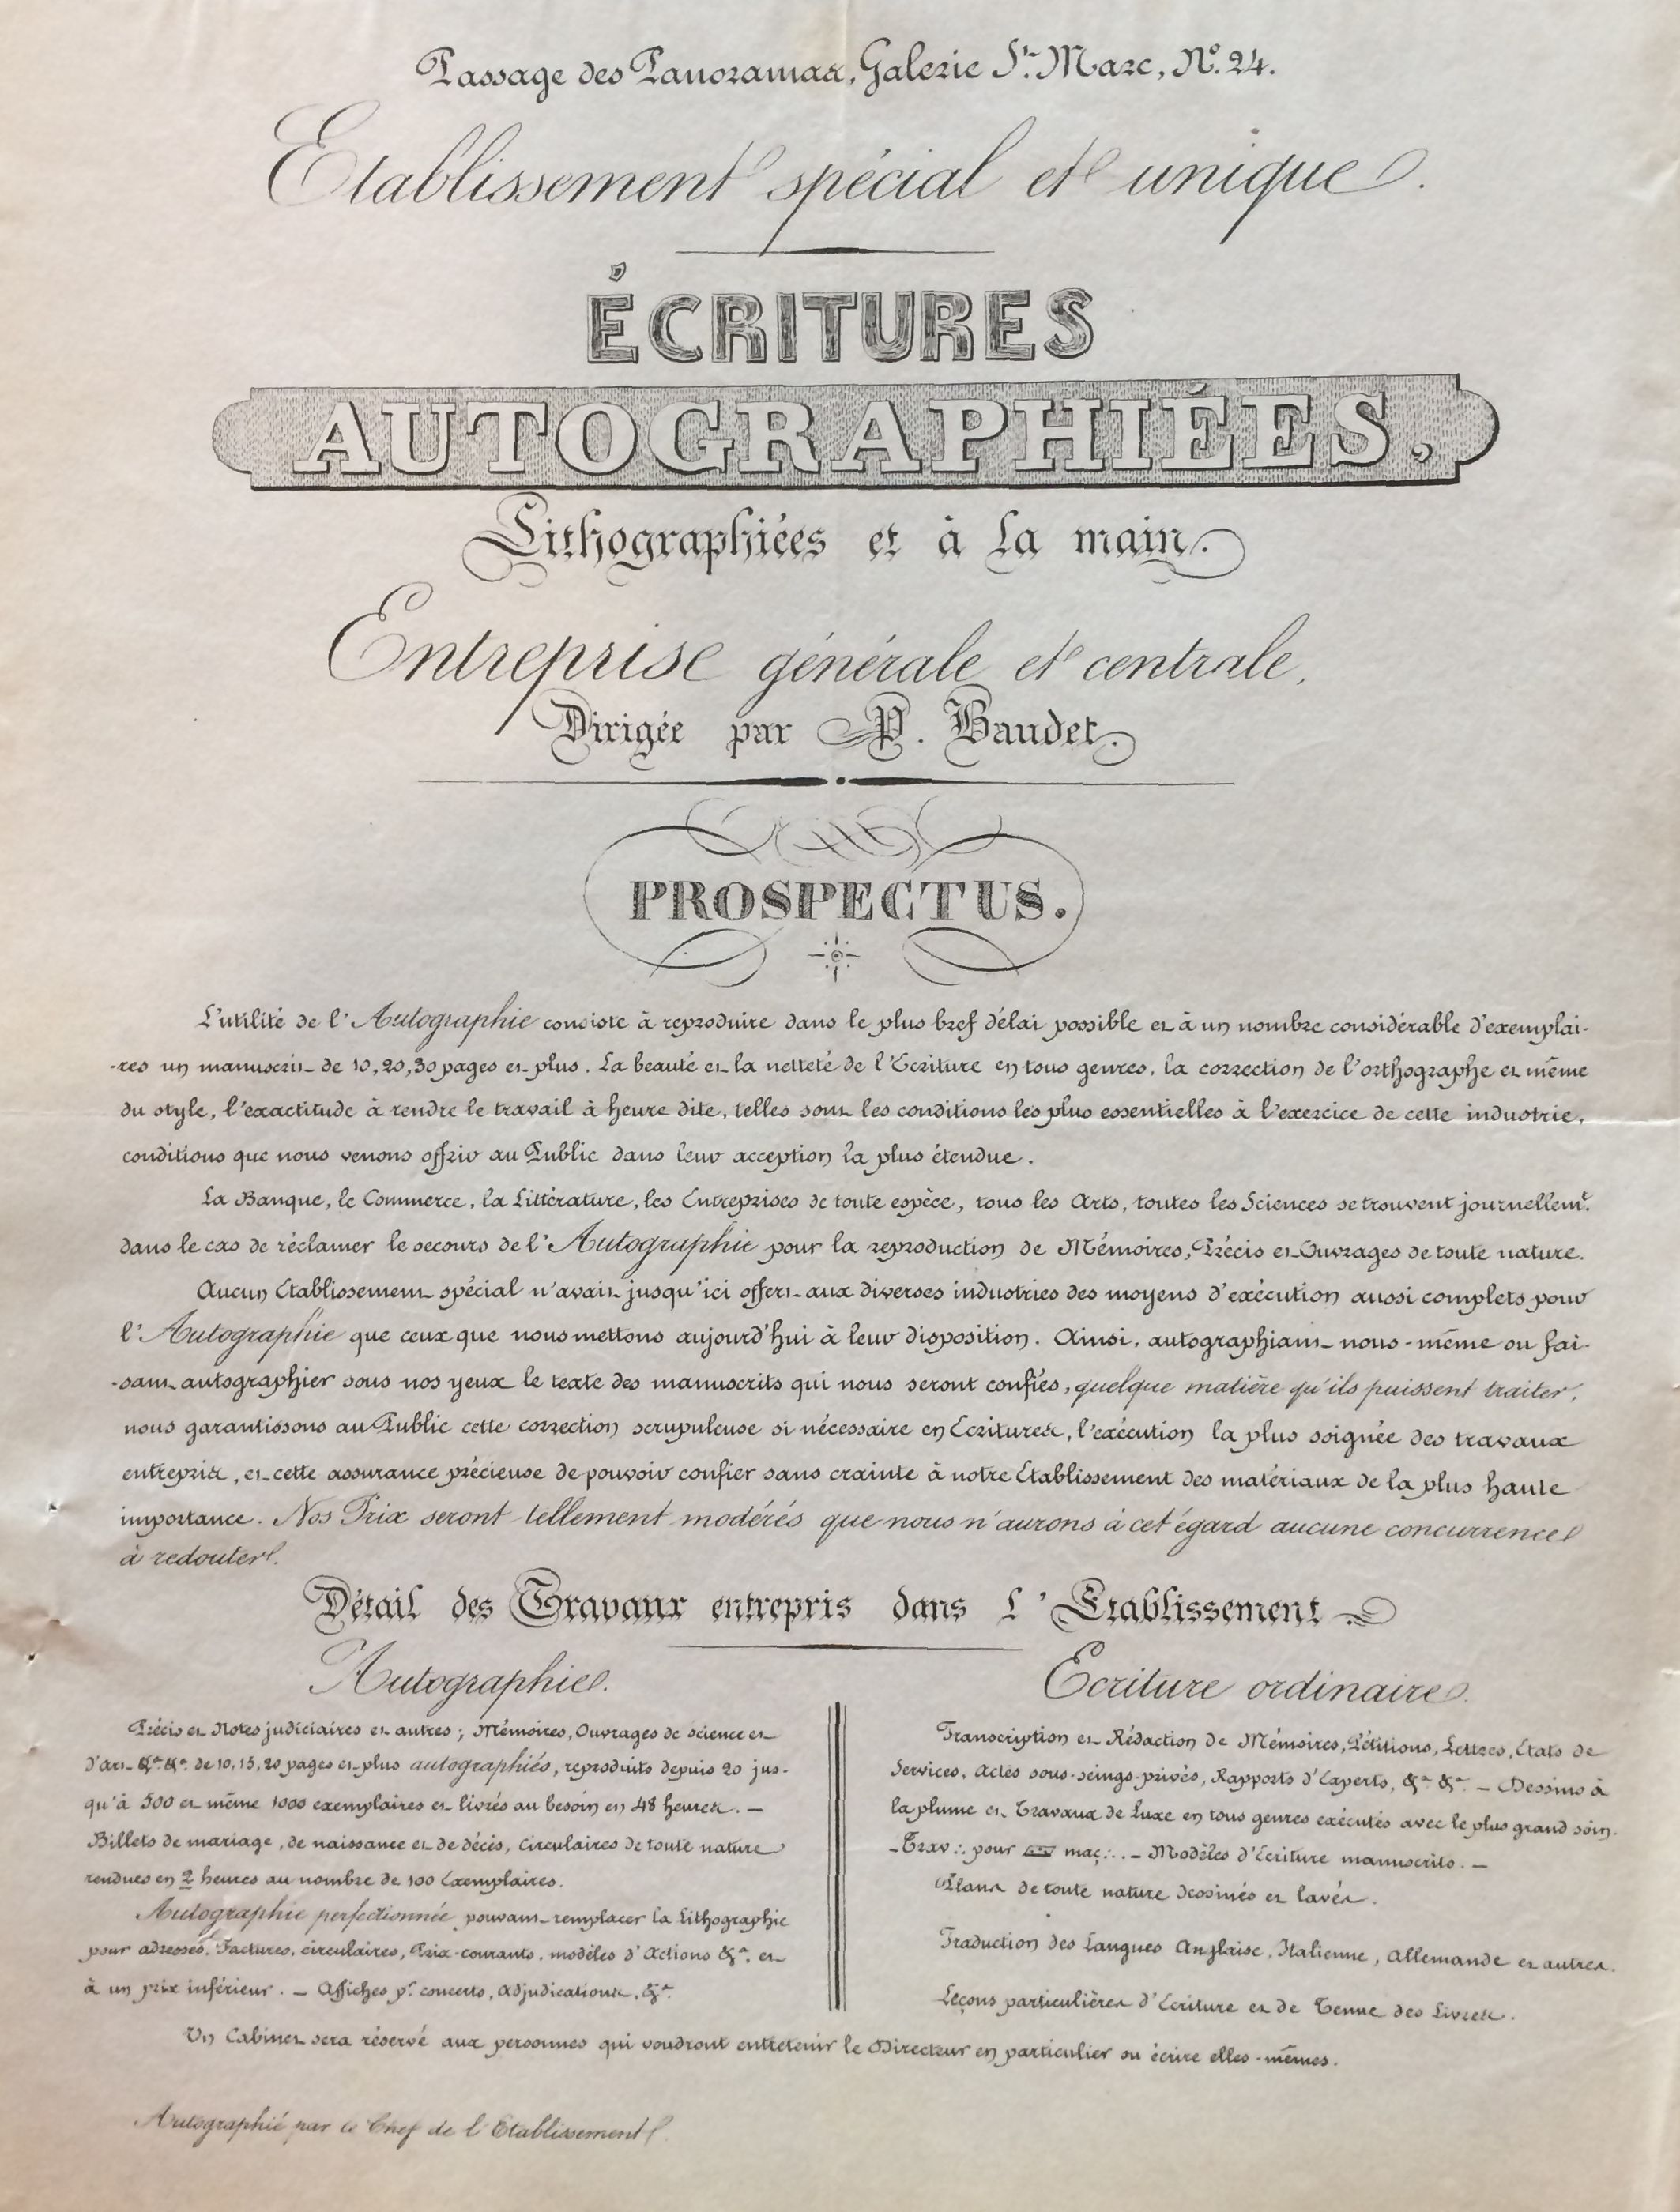 Passage des Panoramas, Galerie St. Marc, No. 24.
Etablissement spécial et unique.
ÉCRITURES
AUTOGRAPHIÉES,
Lithographiées et à la main.
Entreprise générale et centrale,
Dirigée par P. Baudet.
PROSPECTUS.
L'utilité de l'Autographie consiste à reproduire dans le plus bref délai possible et à un nombre considérable d'exemplai-
-res un manuscrit de 10, 20, 30 pages et plus. La beauté et la netteté de l'Ecriture en tous genres, la correction de l'orthographe et même
du style, l'exactitude à rendre le travail à heure dite, telles sont les conditions les plus essentielles à l'exercice de cette industrie,
conditions que nous venons offrir au Public dans leur acception la plus étendue.
La Banque, le Commerce, la Littérature, les Entreprises de toute espèce, tous les Arts, toutes les Sciences se trouvent journellemt.
dans le cas de réclamer le secours de l'Autographie pour la reproduction de Mémoires, Précis et Ouvrages de toute nature.
Aucun Etablissement spécial n'avait jusqu'ici offert aux diverses industries des moyens d'exécution aussi complets pour
l'Autographie que ceux que nous mettons aujourd'hui à leur disposition. Ainsi, autographiant nous-même ou fai-
-sant autographier sous nos yeux le texte des manuscrits qui nous seront confiés, quelque matière qu'ils puissent traiter,
nous garantissons au Public cette correction scrupuleuse si nécessaire en Ecritures, l'exécution la plus soignée des travaux
entrepris, et cette assurance précieuse de pouvoir confier sans crainte à notre Etablissement des matériaux de la plus haute
importance. Nos Prix seront tellement modérés que nous n'aurons à cet égard aucune concurrence
à redouter.
Détail des Travaux entrepris dans l'Etablissement.
Autographie.
Précis et Notes judiciaires et autres; Mémoires, Ouvrages de science et
d'art &a. &a. de 10, 15, 20 pages et plus autographiés, reproduits depuis 20 jus-
qu'à 500 et même 1000 exemplaires et livrés au besoin en 48 heures. —
Billets de mariage, de naissance et de décès, circulaires de toute nature
rendues en 2 heures au nombre de 100 Exemplaires.
Autographie perfectionnée pouvant remplacer la Lithographie
pour adresses, Factures, circulaires, Prix-courants, modèles d'Actions &a. et
à un prix inférieur. — Affiches pr. concerts, adjudications, &a.
Ecriture ordinaire.
Transcription et Rédaction de Mémoires, Pétitions, Lettres, Etats de
Services, Actes sous-seings-privés, Rapports d'Experts, &a. &a. — Dessins à
la plume et Travaux de Luxe en tous genres exécutés avec le plus grand soin.
- Trav∴ pour maç∴. — Modèles d'Ecriture manuscrits. —
Plans de toute nature dessinés et lavés.
Traduction des Langues Anglaise, Italienne, Allemande et autres.
Leçons particulières d'Ecriture et de Tenue des Livres.
Un Cabinet sera réservé aux personnes qui voudront entretenir le Directeur en particulier ou écrire elles-mêmes.
Autographié par le Chef de l'Etablissement.